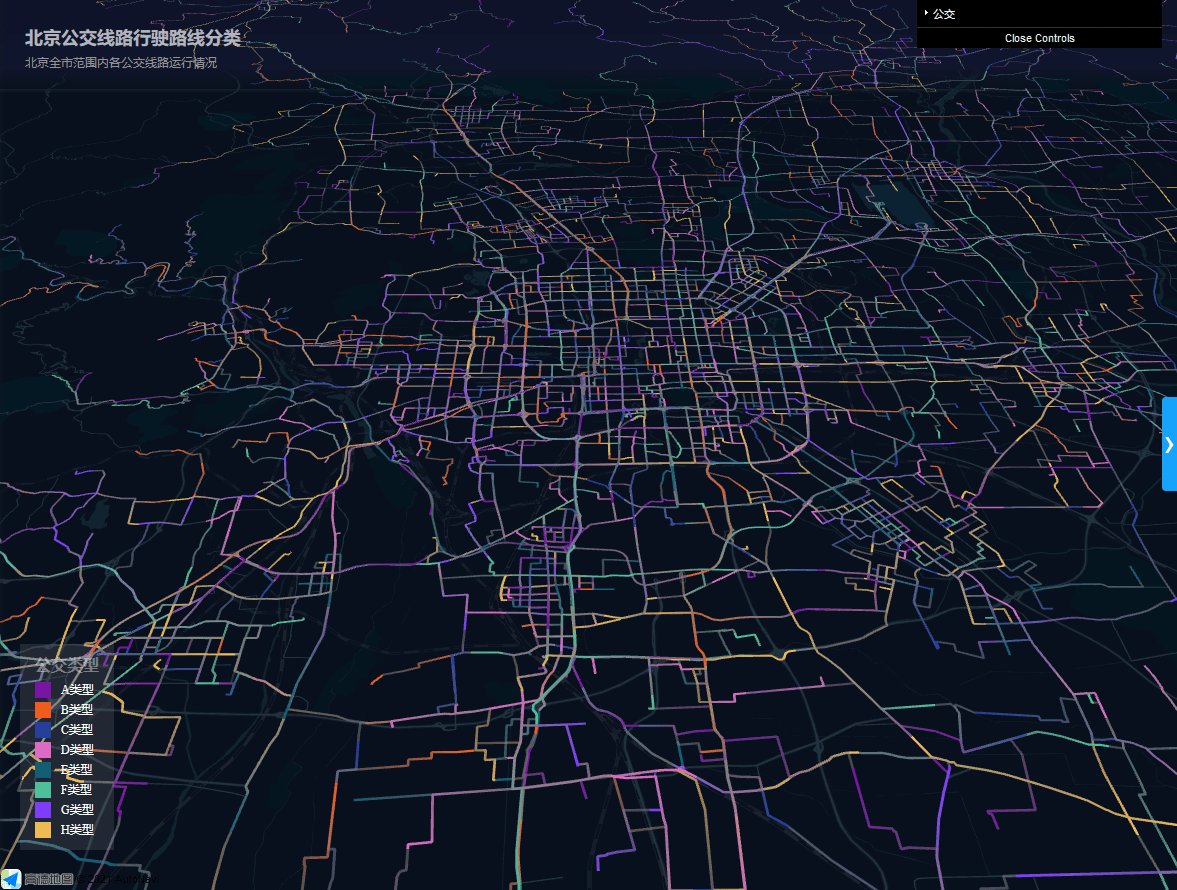 北京公交线路行驶路线分类
北京全市范围内各公交线路运行情况
公交
Close Controls
公交类型
A类型
B类型
C类型
D类型
E类型
F类型
G类型
H类型
高德地图